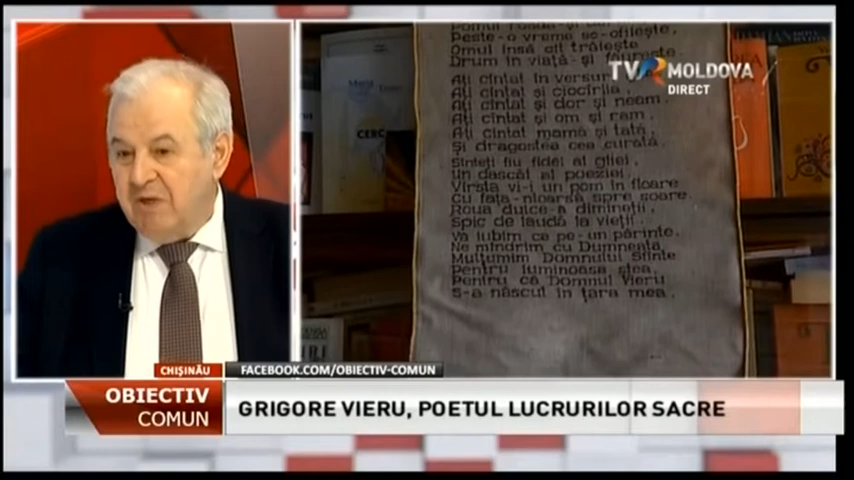 Peste-o vreme se-ofilește,
Omul însă cît trăiește
Drum în viață-și făurește.
Ați cîntat în versuri
Ați cîntat și ciocîrlia,
Ați cîntat și dor și neam,
Ați cîntat și om și ram,
Ați cîntat mamă și tată,
Și dragostea cea curată.
Sînteți fiu fidel al gliei,
Un dascăl al poeziei.
Vîrsta vi-i un pom în floare
Cu fața-ntoarsă spre soare.
Roua dulce-a dimineții,
Spic de laudă la vieții.
Vă iubim ca pe-un părinte,
Ne mîndrim cu Dumneata,
Mulțumim Domnului Sfinte
Pentru luminoasa stea,
Pentru că Domnul Vieru
S-a născut în țara mea.
TVR MOLDOVA
DIRECT
CERC
CHIȘINĂU
FACEBOOK.COM/OBIECTIV-COMUN
OBIECTIV
COMUN
GRIGORE VIERU, POETUL LUCRURILOR SACRE